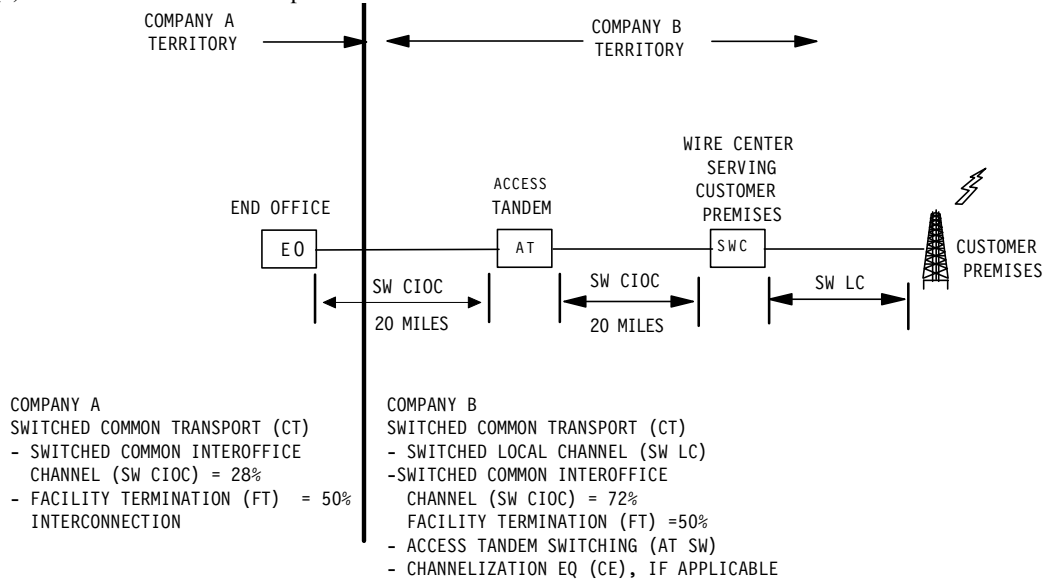 COMPANY A
TERRITORY
COMPANY B
TERRITORY
WIRE CENTER
SERVING
CUSTOMER
PREMISES
ACCESS
TANDEM
END OFFICE
EO
AT
SWC
CUSTOMER
PREMISES
SW CIOC
20 MILES
SW CIOC
20 MILES
SW LC
COMPANY A
SWITCHED COMMON TRANSPORT (CT)
- SWITCHED COMMON INTEROFFICE
CHANNEL (SW CIOC) = 28%
- FACILITY TERMINATION (FT) = 50%
INTERCONNECTION
COMPANY B
SWITCHED COMMON TRANSPORT (CT)
- SWITCHED LOCAL CHANNEL (SW LC)
-SWITCHED COMMON INTEROFFICE
CHANNEL (SW CIOC) = 72%
FACILITY TERMINATION (FT) =50%
- ACCESS TANDEM SWITCHING (AT SW)
- CHANNELIZATION EQ (CE), IF APPLICABLE